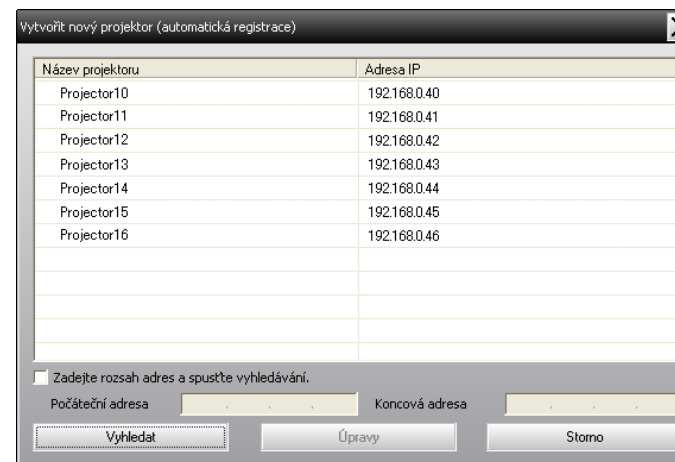 Vytvořit nový projektor (automatická registrace)
Název projektoru Adresa IP
Projector10 192.168.0.40
Projector11 192.168.0.41
Projector12 192.168.0.42
Projector13 192.168.0.43
Projector14 192.168.0.44
Projector15 192.168.0.45
Projector16 192.168.0.46
Zadejte rozsah adres a spusťte vyhledávání.
Počáteční adresa . . . Koncová adresa . . .
Vyhledat Úpravy Storno